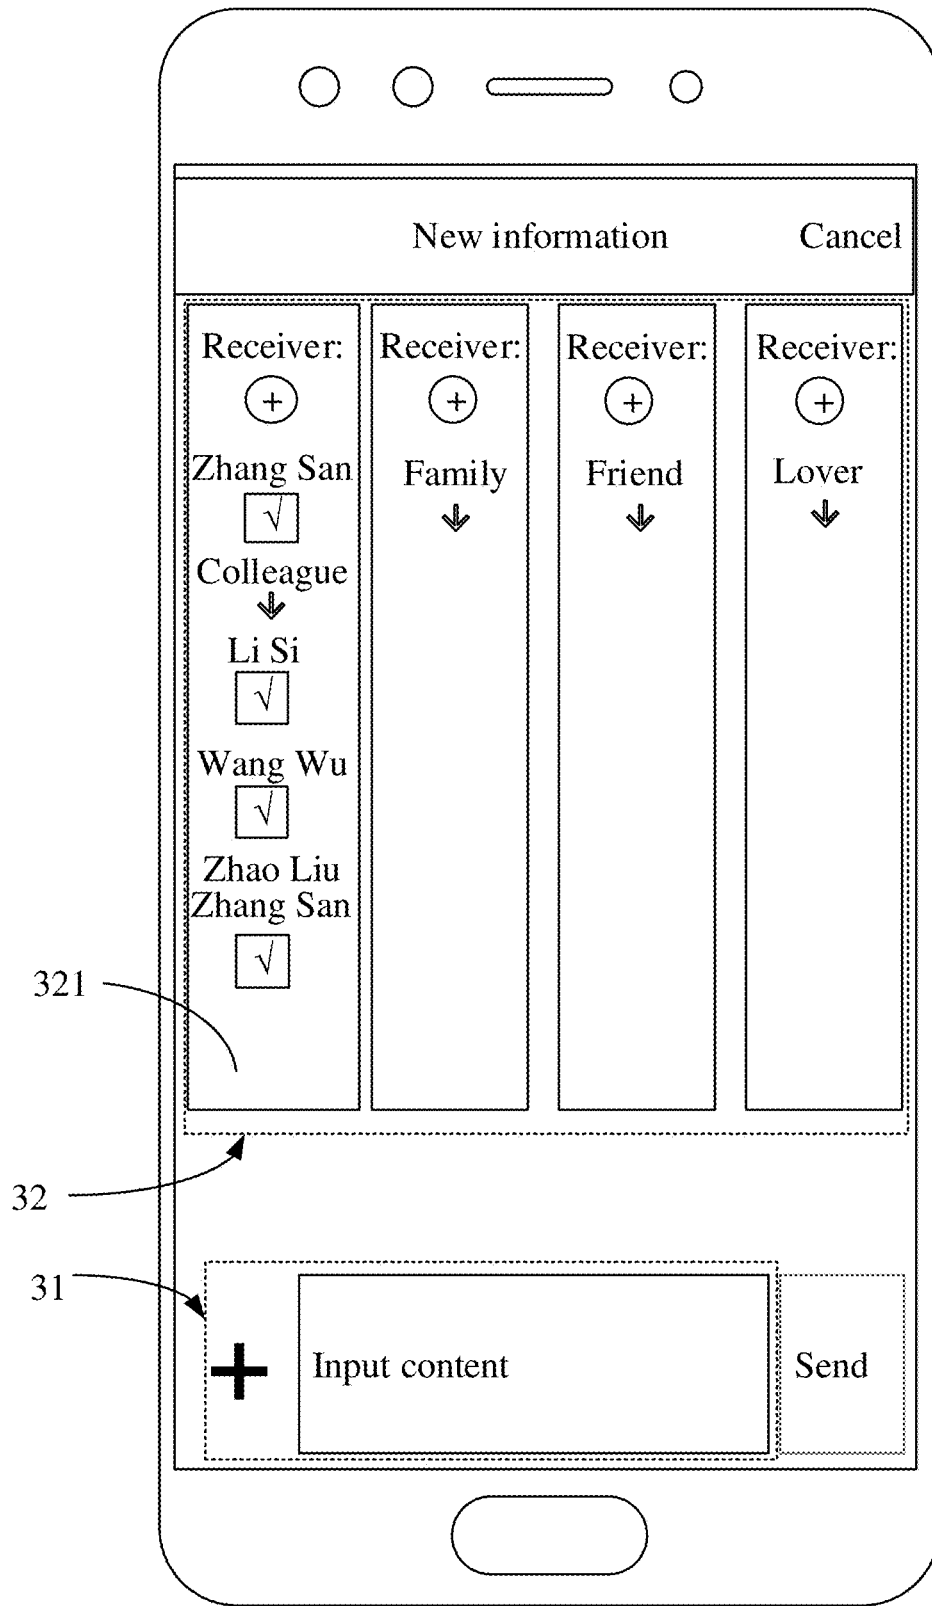 New information Cancel
Receiver:
+
Zhang San
√
Colleague
Li Si
√
Wang Wu
√
Zhao Liu
Zhang San
√
Receiver:
+
Family
Receiver:
+
Friend
Receiver:
+
Lover
321
32
31
+ Input content Send